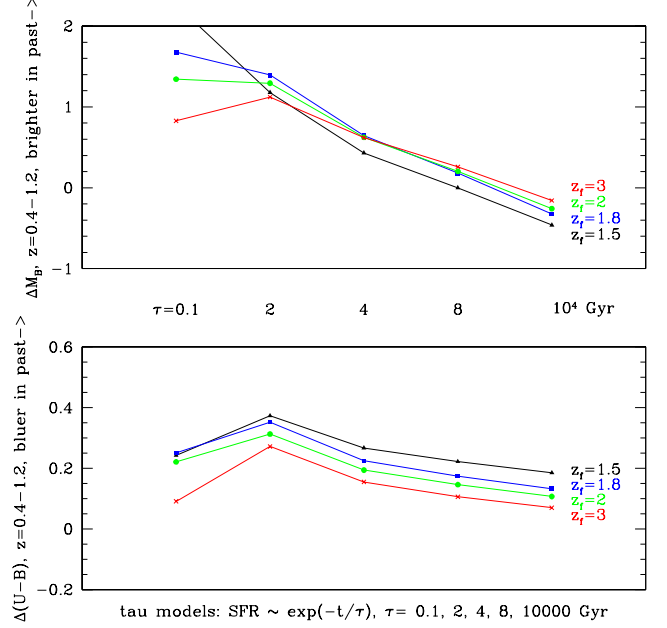 2
1
0
−1
ΔM_B, z=0.4−1.2, brighter in past−>
z_f=3
z_f=2
z_f=1.8
z_f=1.5
τ=0.1 2 4 8 10⁴ Gyr
0.6
0.4
0.2
0
−0.2
Δ(U−B), z=0.4−1.2, bluer in past−>
z_f=1.5
z_f=1.8
z_f=2
z_f=3
tau models: SFR ~ exp(−t/τ), τ= 0.1, 2, 4, 8, 10000 Gyr